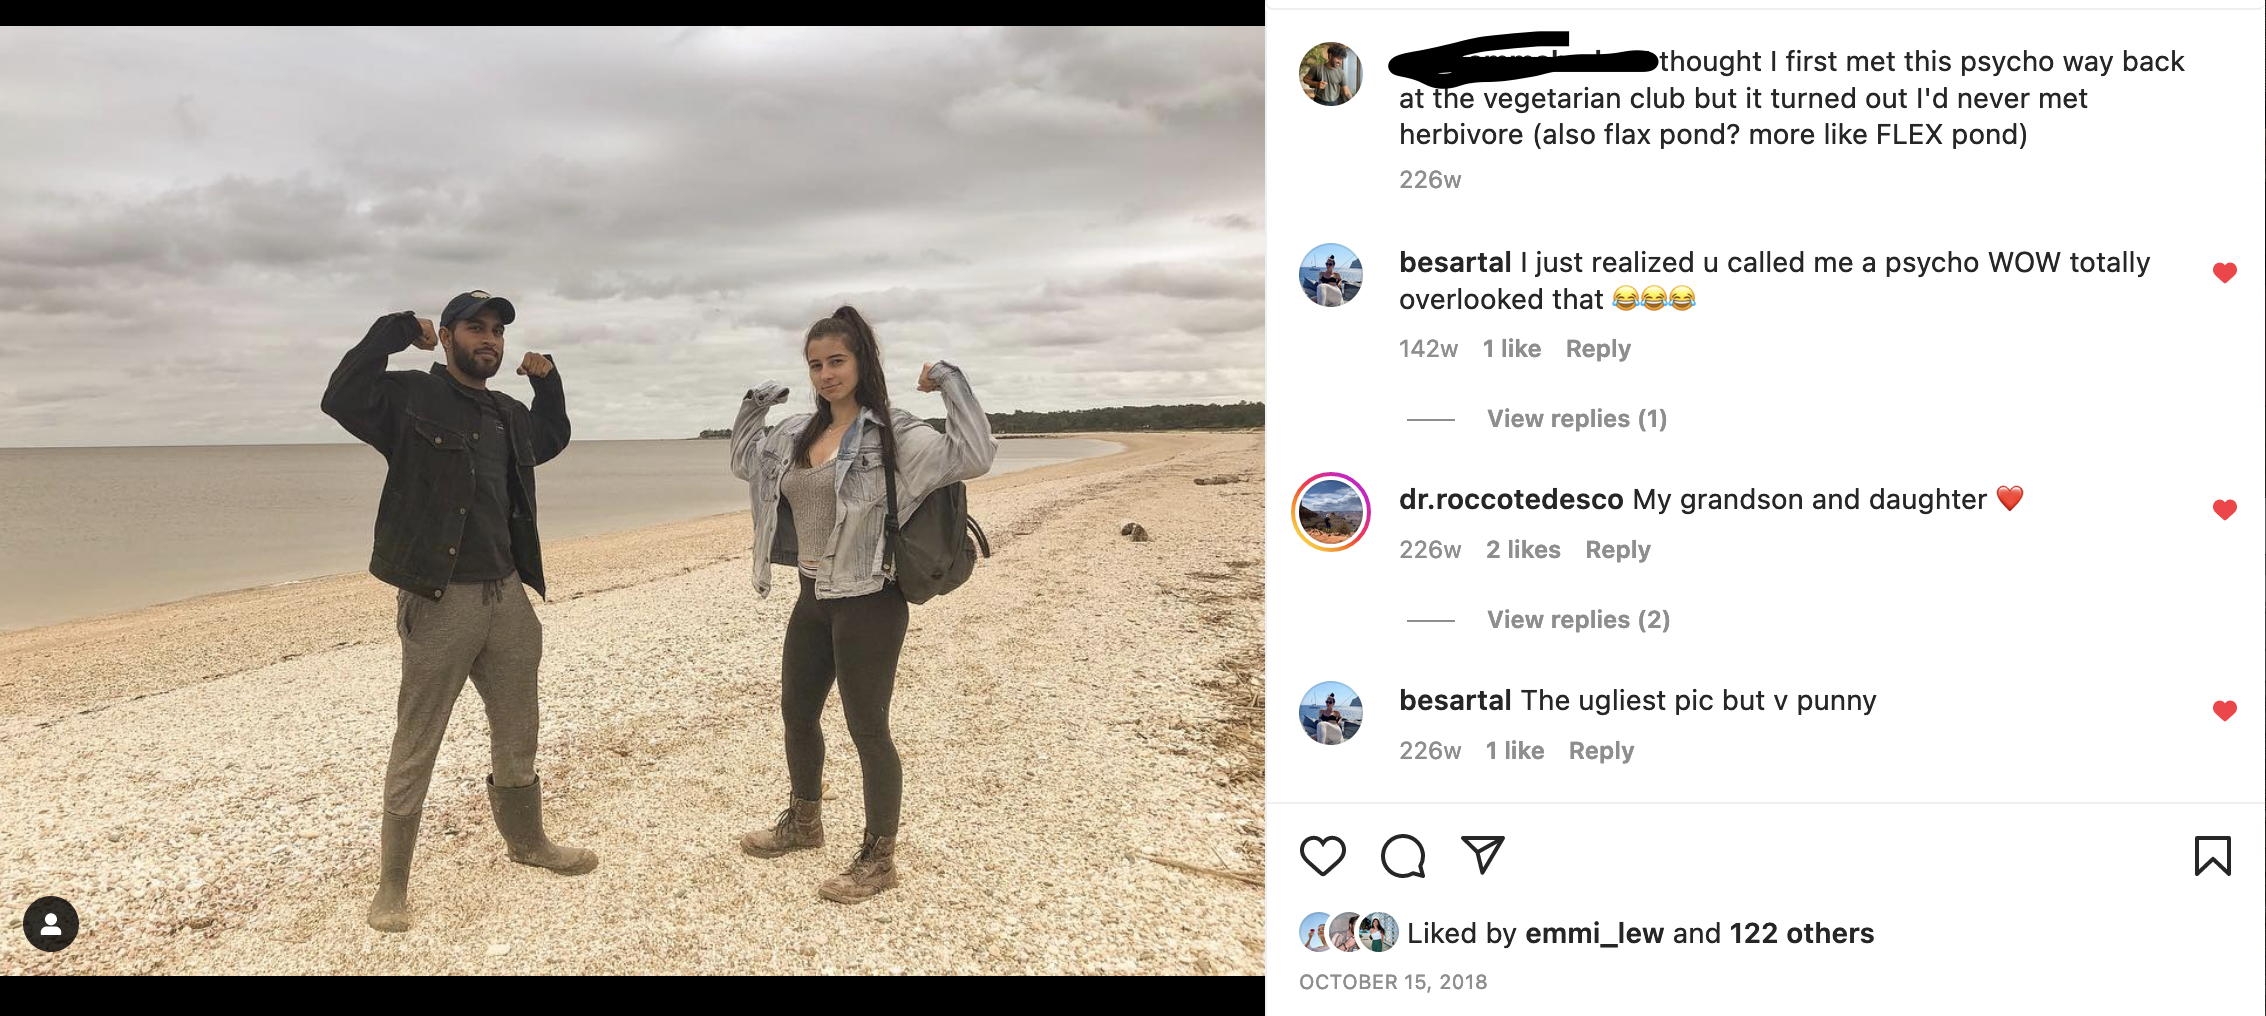 thought I first met this psycho way back
at the vegetarian club but it turned out I'd never met
herbivore (also flax pond? more like FLEX pond)
226w
besartal I just realized u called me a psycho WOW totally
overlooked that 😂😂😂
142w 1 like Reply
View replies (1)
dr.roccotedesco My grandson and daughter ❤️
226w 2 likes Reply
View replies (2)
besartal The ugliest pic but v punny
226w 1 like Reply
Liked by emmi_lew and 122 others
OCTOBER 15, 2018